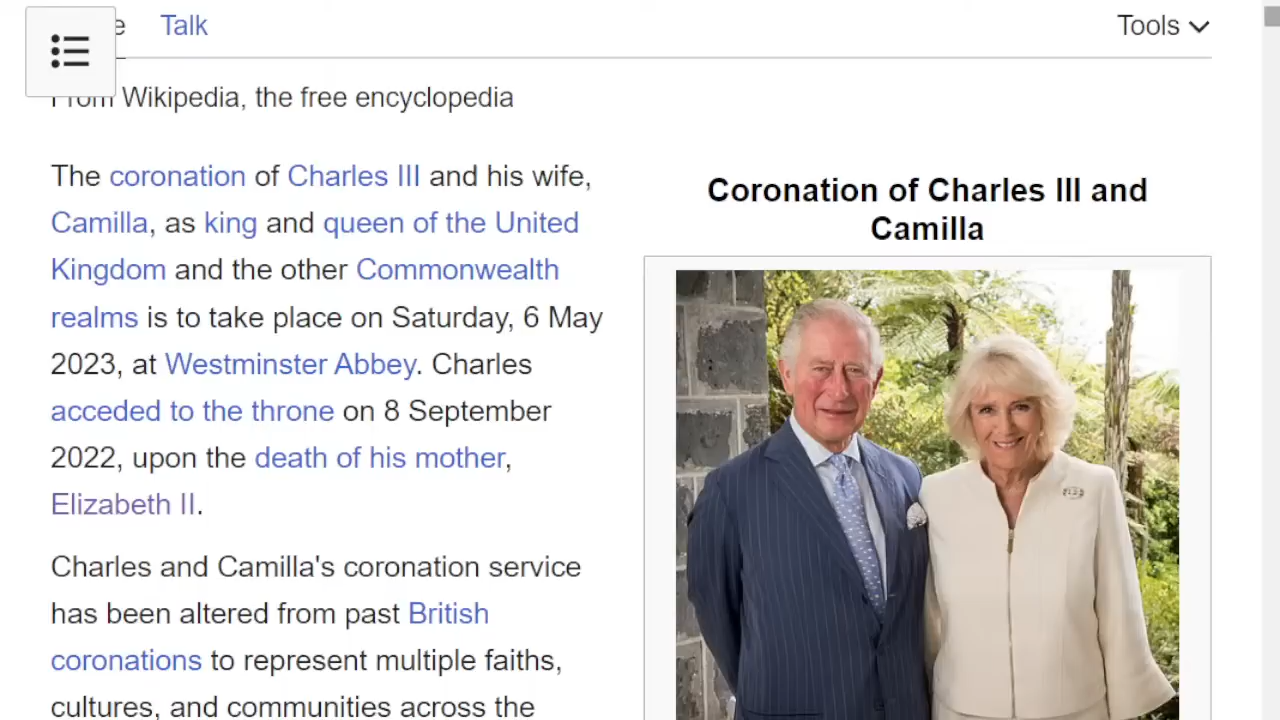 Talk
Tools
From Wikipedia, the free encyclopedia
The coronation of Charles III and his wife,
Camilla, as king and queen of the United
Kingdom and the other Commonwealth
realms is to take place on Saturday, 6 May
2023, at Westminster Abbey. Charles
acceded to the throne on 8 September
2022, upon the death of his mother,
Elizabeth II.
Charles and Camilla's coronation service
has been altered from past British
coronations to represent multiple faiths,
cultures, and communities across the
Coronation of Charles III and
Camilla